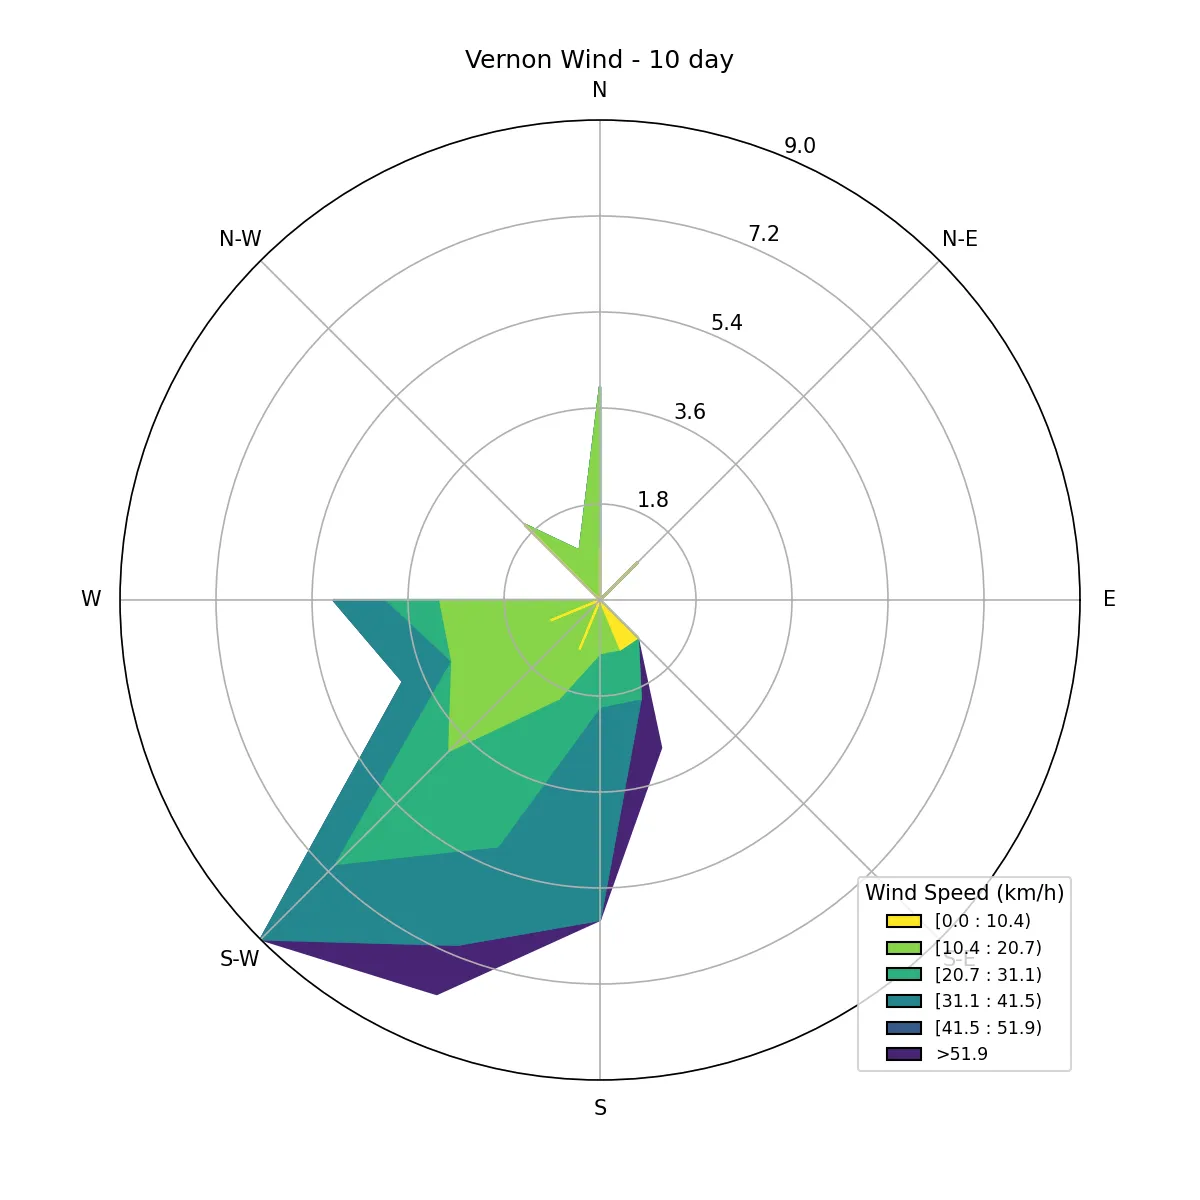 Vernon Wind - 10 day
N
9.0
N-W
N-E
7.2
5.4
3.6
1.8
W
E
S-W
S-E
Wind Speed (km/h)
[0.0 : 10.4)
[10.4 : 20.7)
[20.7 : 31.1)
[31.1 : 41.5)
[41.5 : 51.9)
>51.9
S